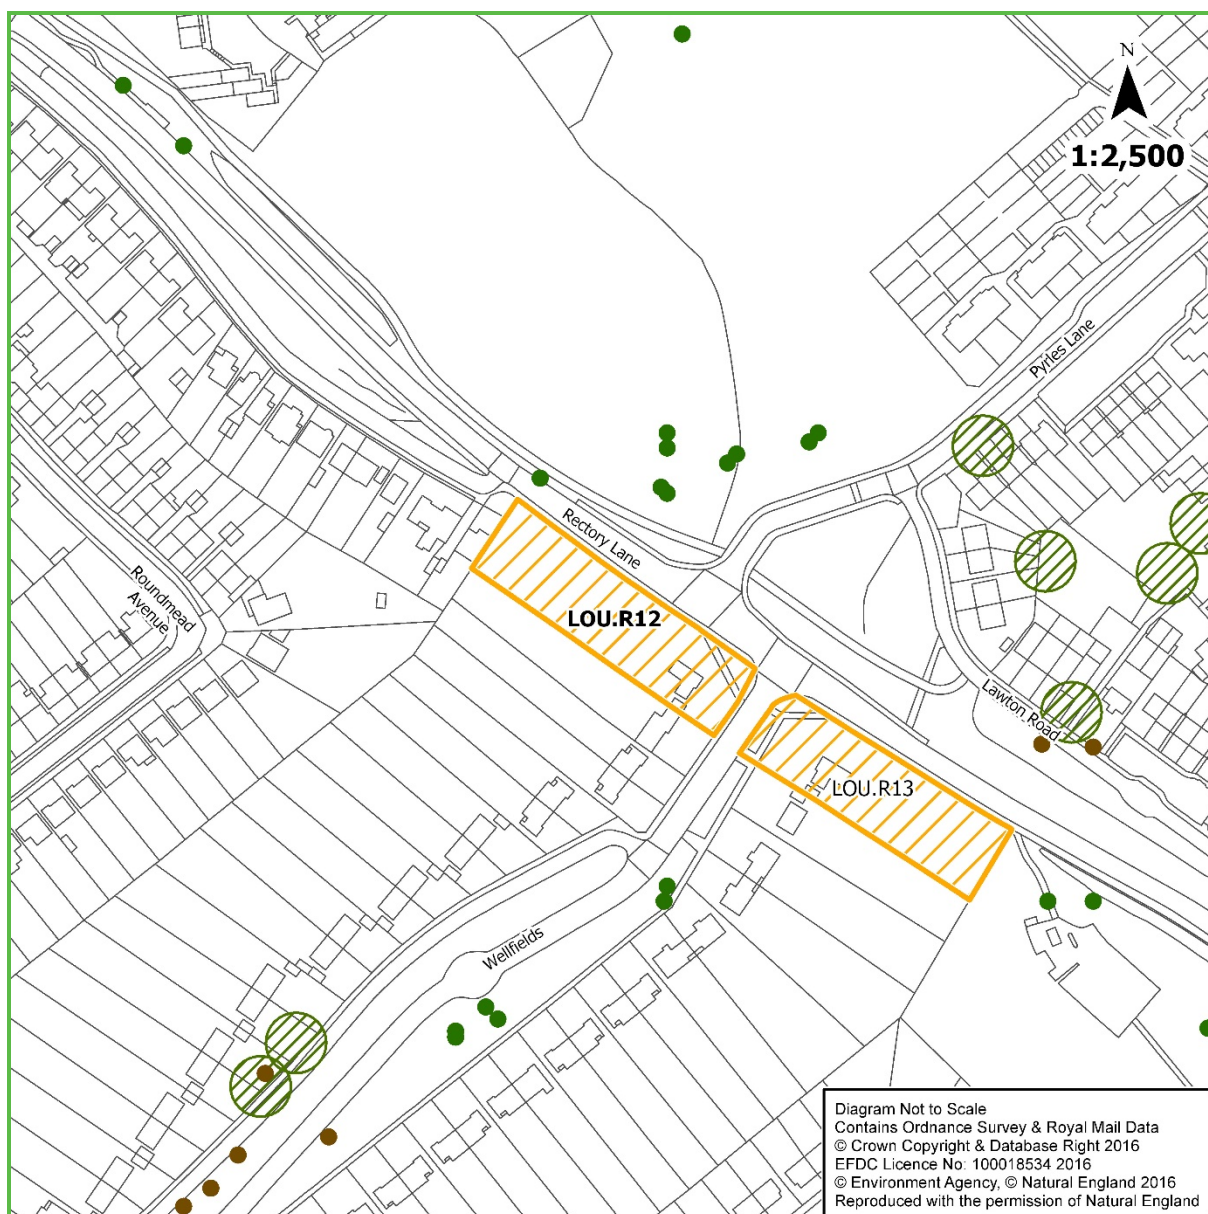 N
1:2,500
Pyrles Lane
Rectory Lane
Roundmead
Avenue
LOU.R12
Lawton Road
LOU.R13
Wellfields
Diagram Not to Scale
Contains Ordnance Survey & Royal Mail Data
© Crown Copyright & Database Right 2016
EFDC Licence No: 100018534 2016
© Environment Agency, © Natural England 2016
Reproduced with the permission of Natural England